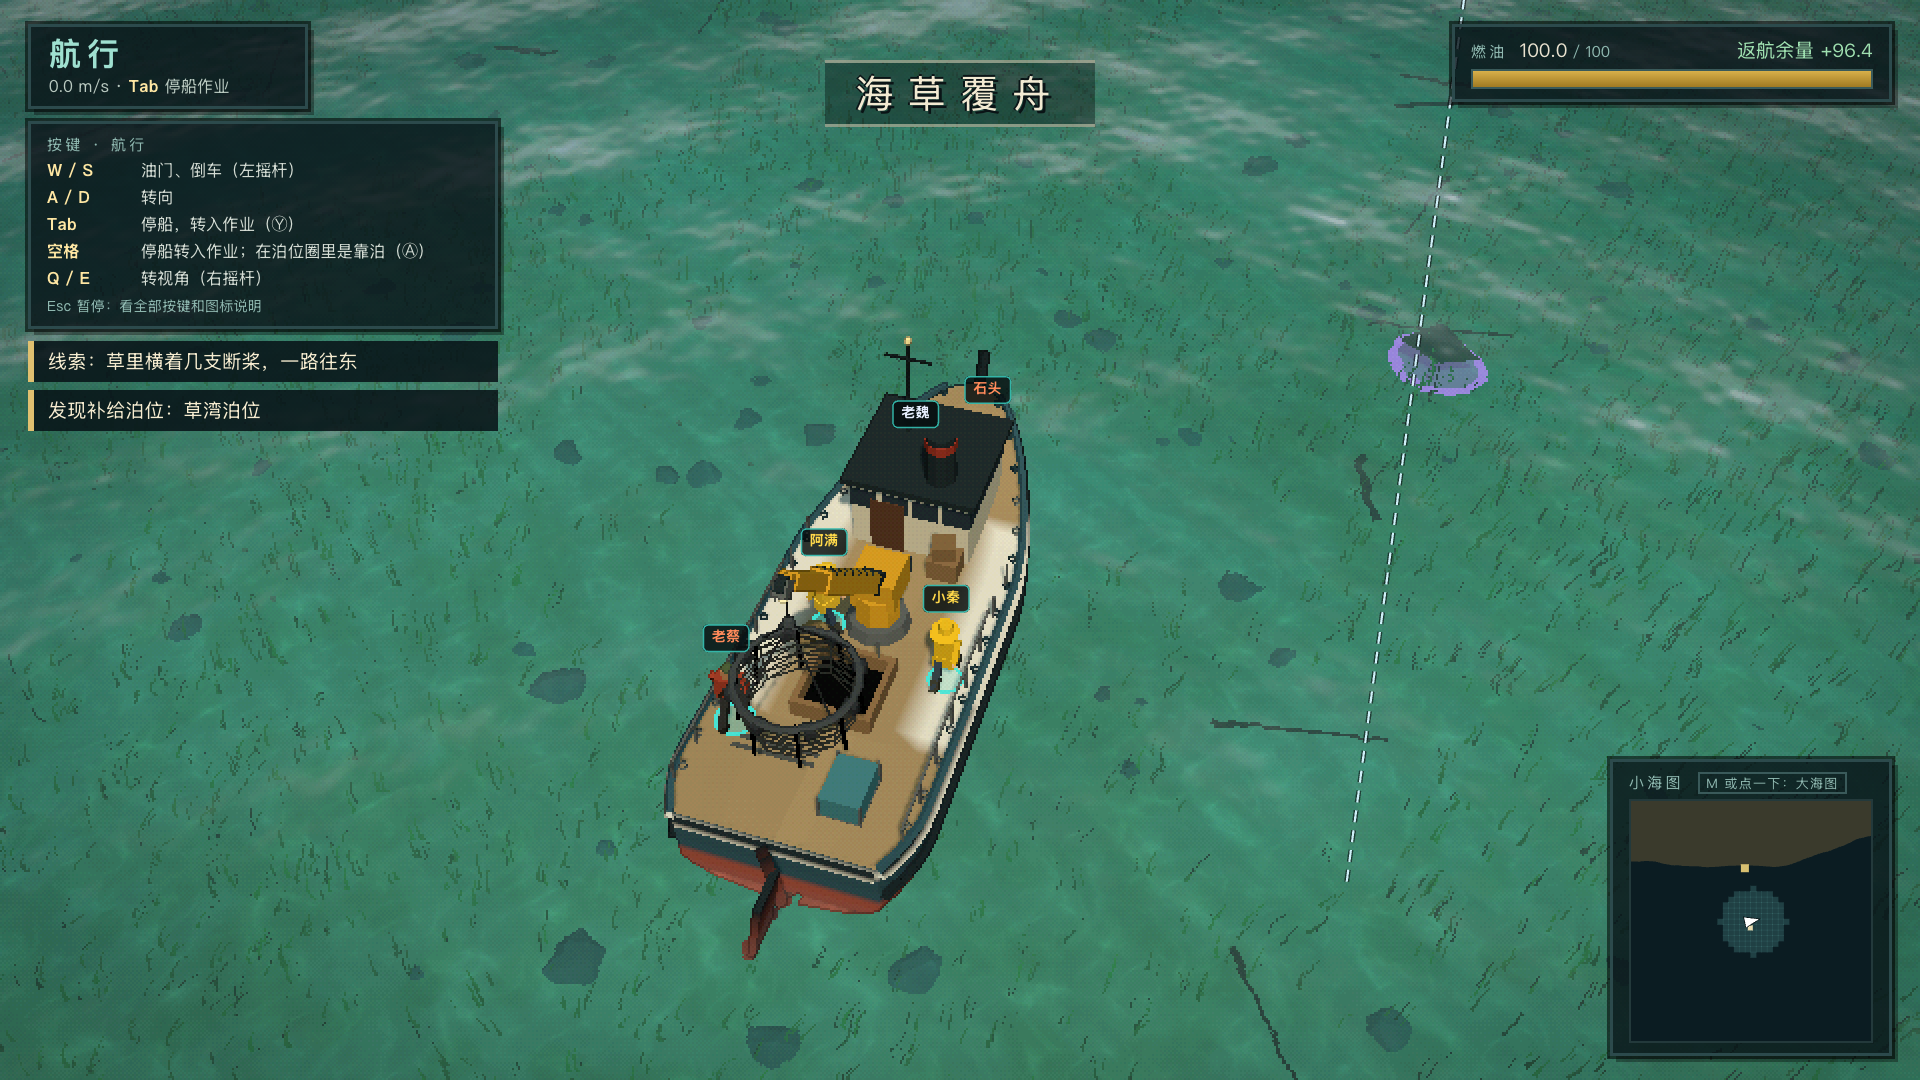 航行
0.0 m/s · Tab 停船作业
海草覆舟
燃油 100.0 / 100 返航余量 +96.4
按键 · 航行
W / S 油门、倒车（左摇杆）
A / D 转向
Tab 停船，转入作业（Ⓨ）
空格 停船转入作业；在泊位圈里是靠泊（Ⓐ）
Q / E 转视角（右摇杆）
Esc 暂停：看全部按键和图标说明
线索：草里横着几支断桨，一路往东
发现补给泊位：草湾泊位
石头
老魏
阿满
小秦
老蔡
小海图 M 或点一下：大海图